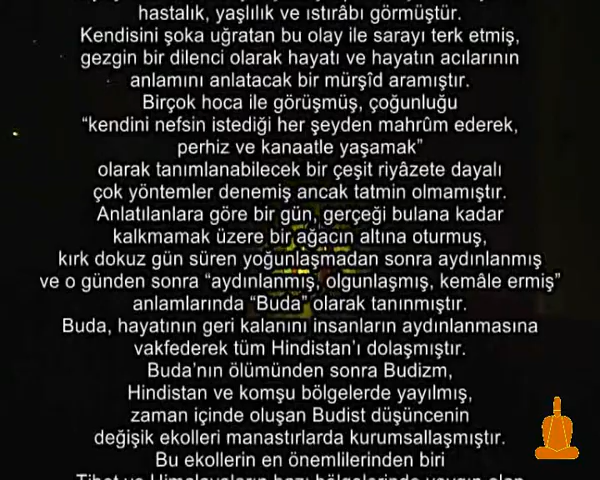 hastalık, yaşlılık ve ıstırâbı görmüştür.
Kendisini şoka uğratan bu olay ile sarayı terk etmiş,
gezgin bir dilenci olarak hayatı ve hayatın acılarının
anlamını anlatacak bir mürşîd aramıştır.
Birçok hoca ile görüşmüş, çoğunluğu
“kendini nefsin istediği her şeyden mahrûm ederek,
perhiz ve kanaatle yaşamak”
olarak tanımlanabilecek bir çeşit riyâzete dayalı
çok yöntemler denemiş ancak tatmin olmamıştır.
Anlatılanlara göre bir gün, gerçeği bulana kadar
kalkmamak üzere bir ağacın altına oturmuş,
kırk dokuz gün süren yoğunlaşmadan sonra aydınlanmış
ve o günden sonra “aydınlanmış, olgunlaşmış, kemâle ermiş”
anlamlarında “Buda” olarak tanınmıştır.
Buda, hayatının geri kalanını insanların aydınlanmasına
vakfederek tüm Hindistan’ı dolaşmıştır.
Buda’nın ölümünden sonra Budizm,
Hindistan ve komşu bölgelerde yayılmış,
zaman içinde oluşan Budist düşüncenin
değişik ekolleri manastırlarda kurumsallaşmıştır.
Bu ekollerin en önemlilerinden biri